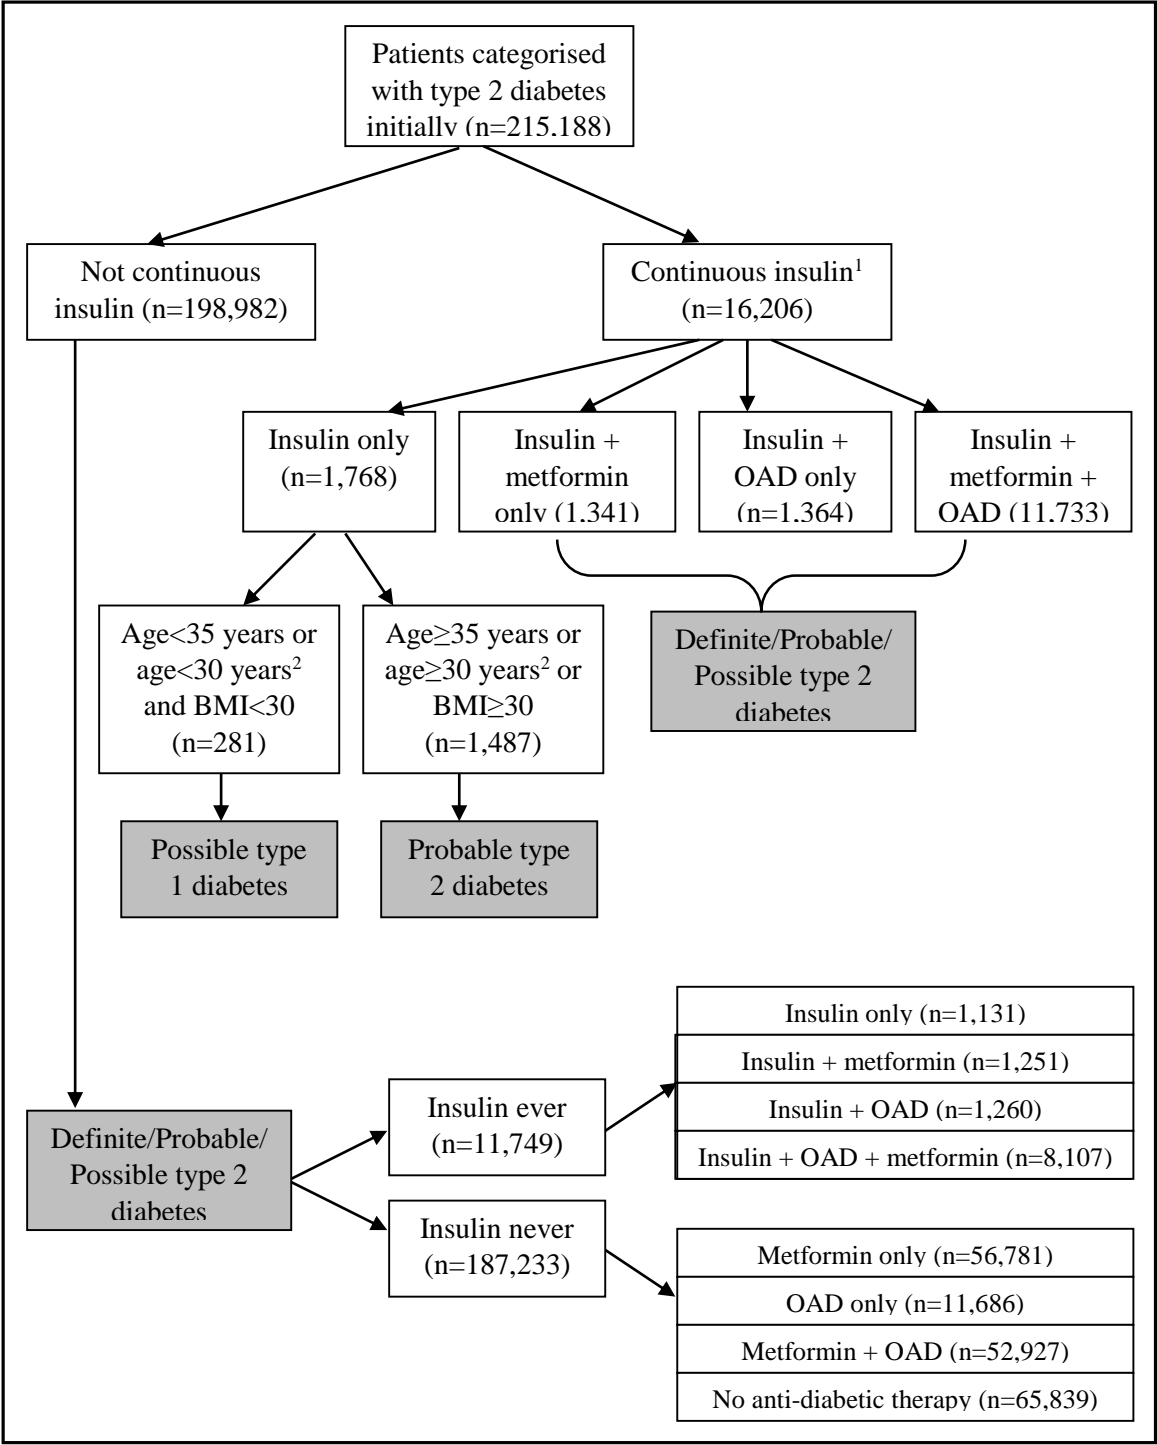 Patients categorised
with type 2 diabetes
initially (n=215,188)
Not continuous
insulin (n=198,982)
Continuous insulin¹
(n=16,206)
Insulin only
(n=1,768)
Insulin +
metformin
only (1,341)
Insulin +
OAD only
(n=1,364)
Insulin +
metformin +
OAD (11,733)
Age<35 years or
age<30 years²
and BMI<30
(n=281)
Age≥35 years or
age≥30 years² or
BMI≥30
(n=1,487)
Definite/Probable/
Possible type 2
diabetes
Possible type
1 diabetes
Probable type
2 diabetes
Definite/Probable/
Possible type 2
diabetes
Insulin ever
(n=11,749)
Insulin only (n=1,131)
Insulin + metformin (n=1,251)
Insulin + OAD (n=1,260)
Insulin + OAD + metformin (n=8,107)
Insulin never
(n=187,233)
Metformin only (n=56,781)
OAD only (n=11,686)
Metformin + OAD (n=52,927)
No anti-diabetic therapy (n=65,839)